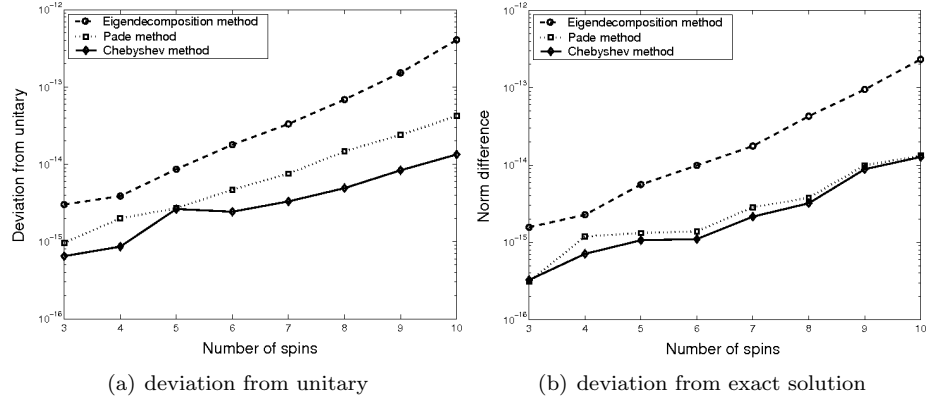 10^-12
Eigendecomposition method
Pade method
Chebyshev method
10^-13
10^-14
10^-15
10^-16
Deviation from unitary
3 4 5 6 7 8 9 10
Number of spins
(a) deviation from unitary
10^-12
Eigendecomposition method
Pade method
Chebyshev method
10^-13
10^-14
10^-15
10^-16
Norm difference
3 4 5 6 7 8 9 10
Number of spins
(b) deviation from exact solution